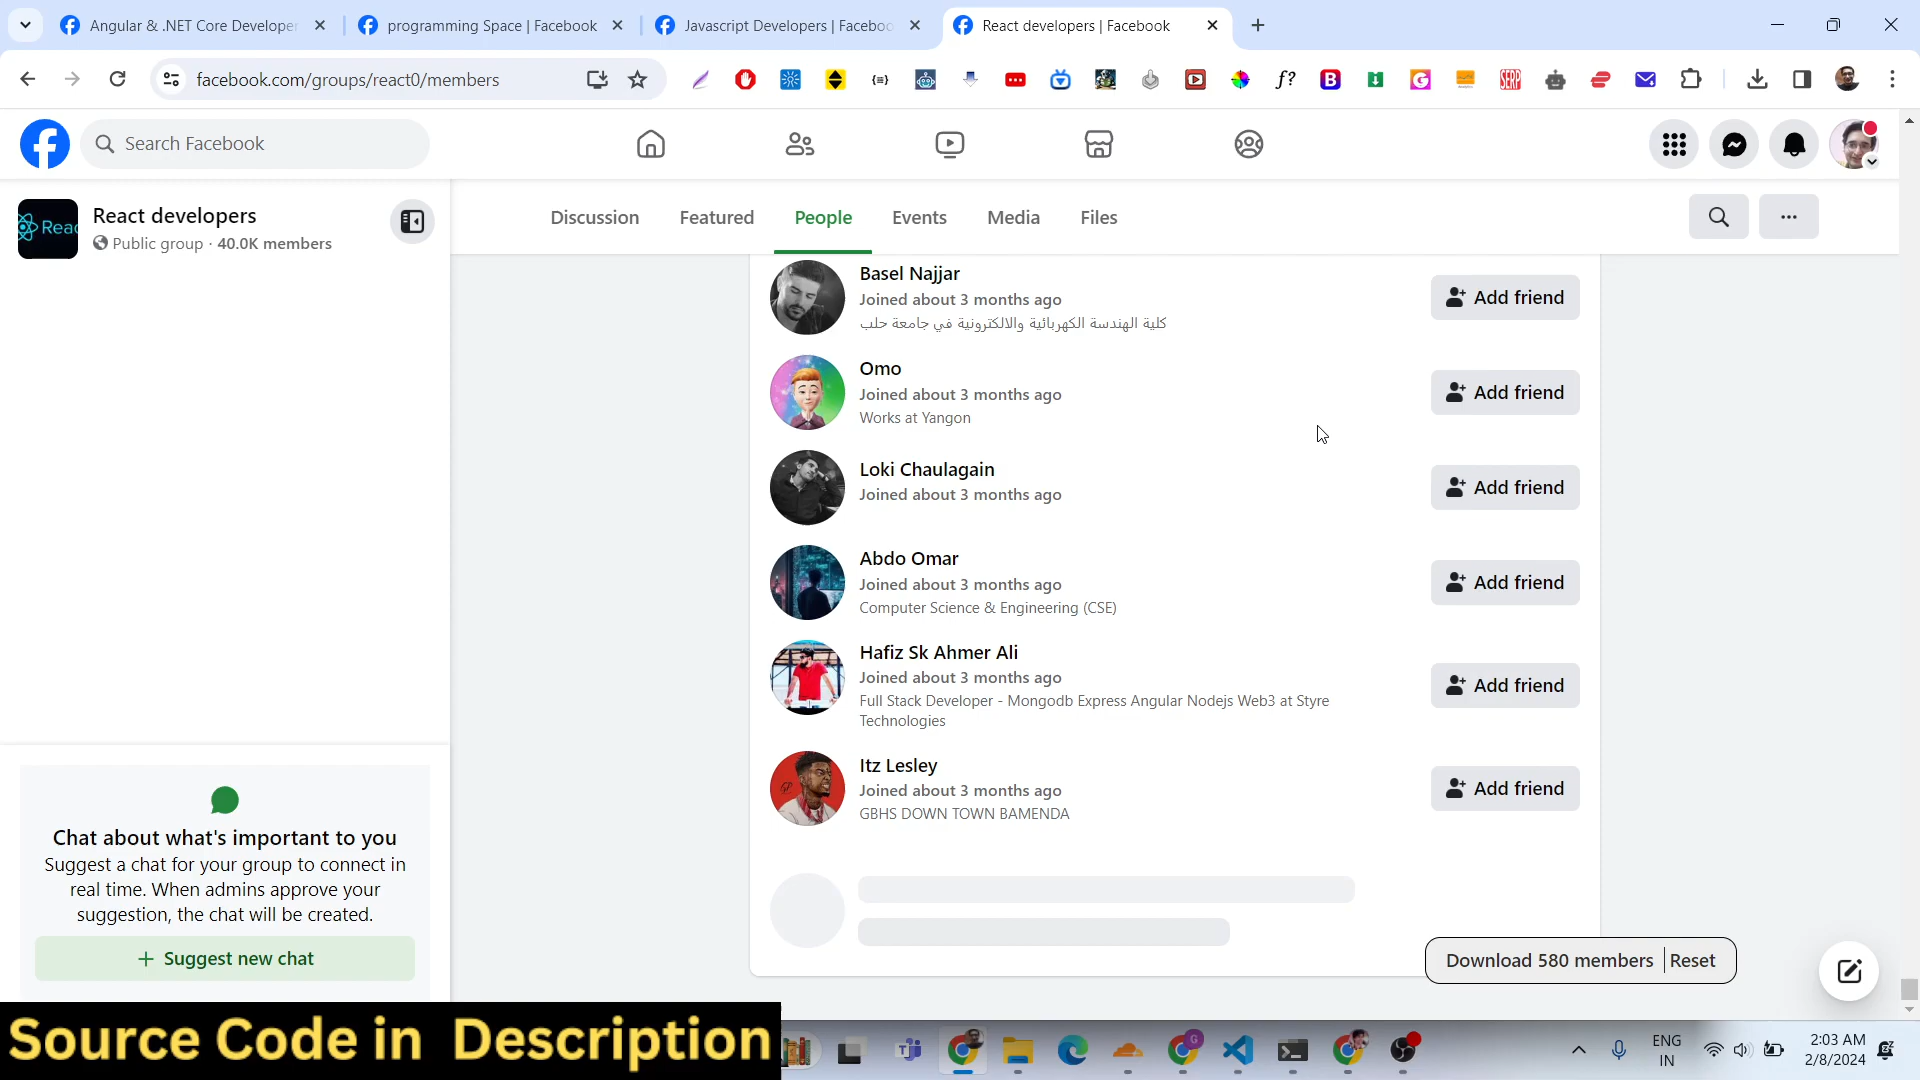 Angular & .NET Core Developer
programming Space | Facebook
Javascript Developers | Faceboo
React developers | Facebook
facebook.com/groups/react0/members
Search Facebook
React developers
Public group · 40.0K members
Discussion
Featured
People
Events
Media
Files
Basel Najjar
Joined about 3 months ago
كلية الهندسة الكهربائية والالكترونية في جامعة حلب
Add friend
Omo
Joined about 3 months ago
Works at Yangon
Add friend
Loki Chaulagain
Joined about 3 months ago
Add friend
Abdo Omar
Joined about 3 months ago
Computer Science & Engineering (CSE)
Add friend
Hafiz Sk Ahmer Ali
Joined about 3 months ago
Full Stack Developer - Mongodb Express Angular Nodejs Web3 at Styre
Technologies
Add friend
Itz Lesley
Joined about 3 months ago
GBHS DOWN TOWN BAMENDA
Add friend
Chat about what's important to you
Suggest a chat for your group to connect in
real time. When admins approve your
suggestion, the chat will be created.
+ Suggest new chat
Download 580 members | Reset
Source Code in Description
ENG
IN
2:03 AM
2/8/2024